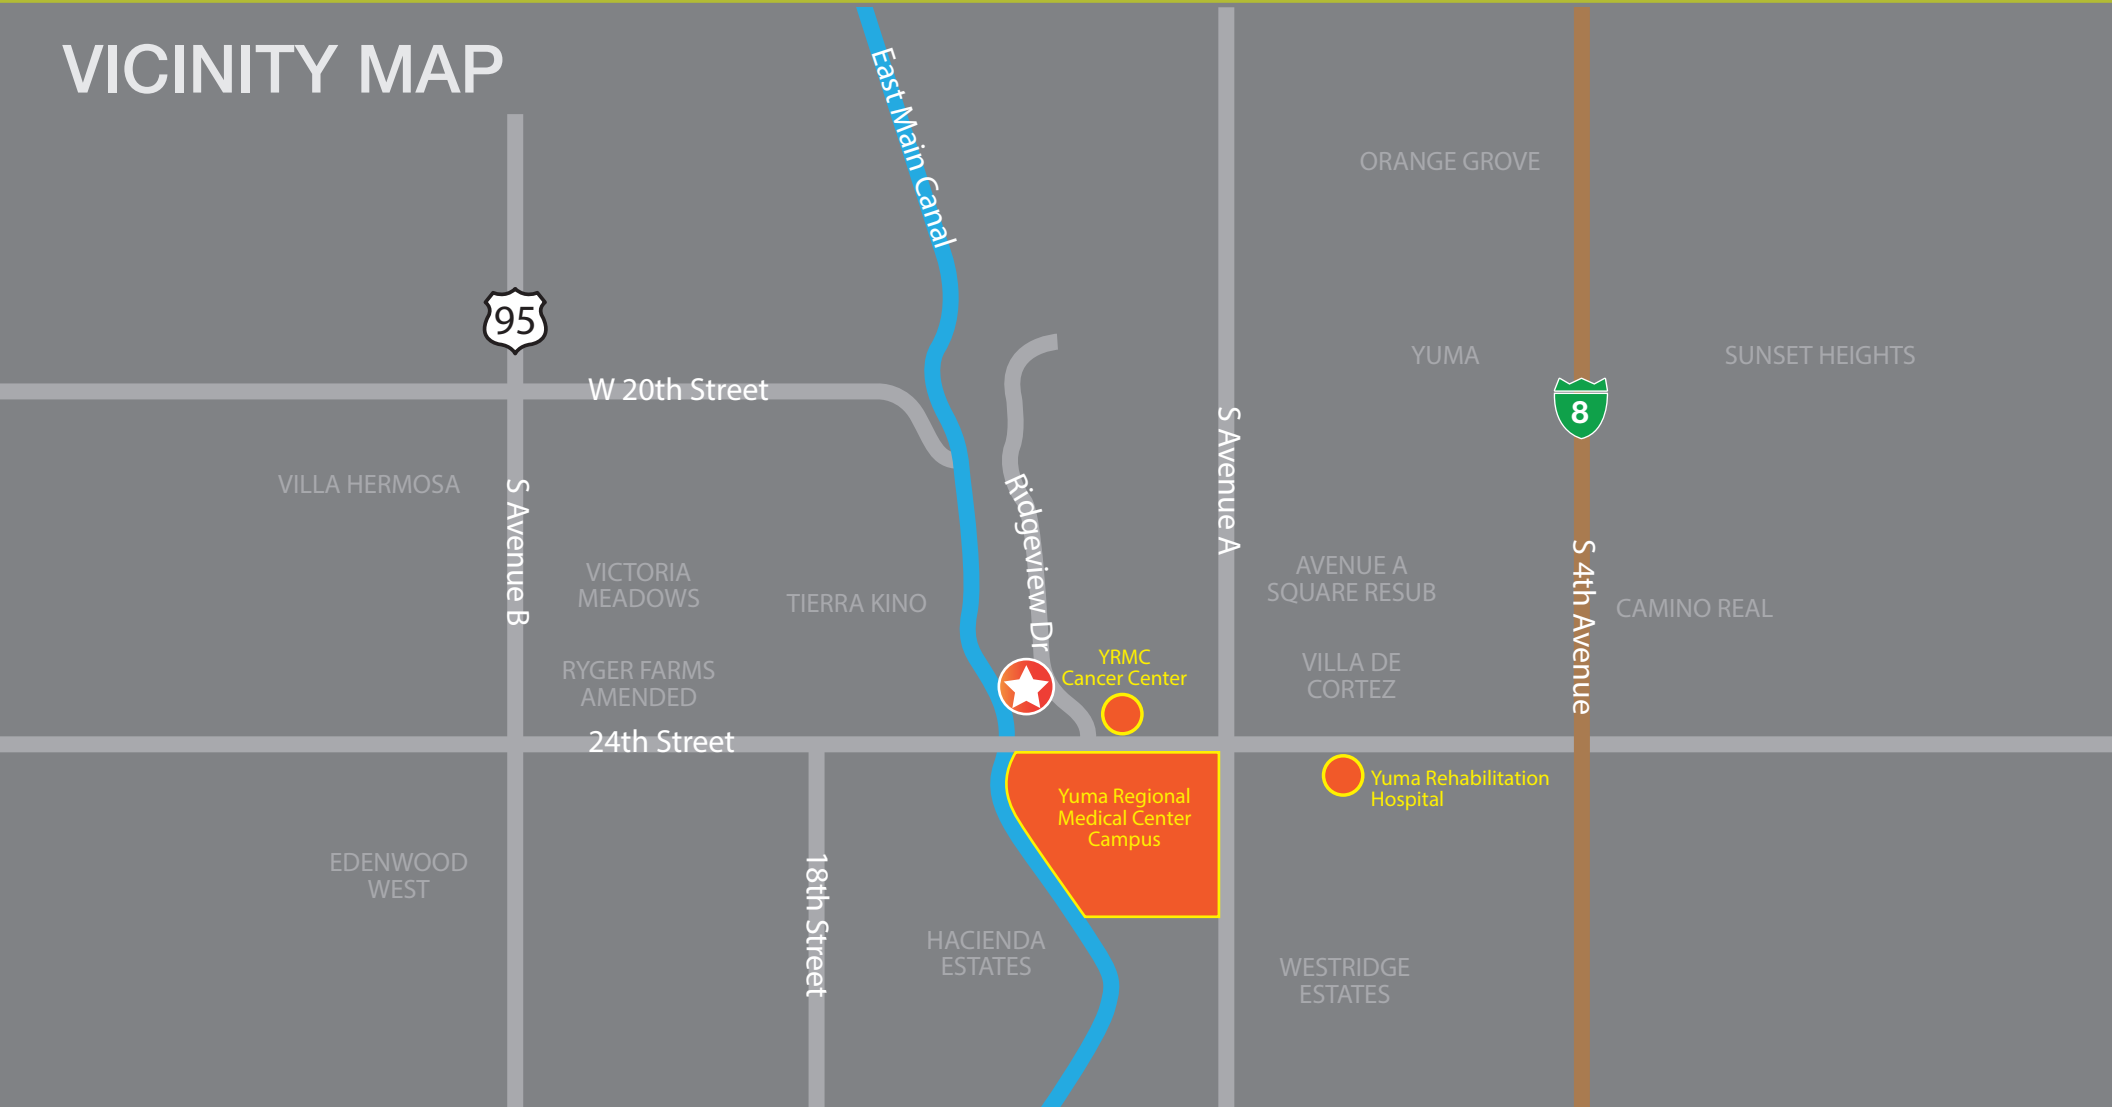 VICINITY MAP
East Main Canal
ORANGE GROVE
95
YUMA
SUNSET HEIGHTS
W 20th Street
8
S Avenue A
VILLA HERMOSA
S Avenue B
Ridgeview Dr
S 4th Avenue
VICTORIA
MEADOWS
TIERRA KINO
AVENUE A
SQUARE RESUB
CAMINO REAL
RYGER FARMS
AMENDED
YRMC
Cancer Center
VILLA DE
CORTEZ
24th Street
Yuma Rehabilitation
Hospital
Yuma Regional
Medical Center
Campus
EDENWOOD
WEST
18th Street
HACIENDA
ESTATES
WESTRIDGE
ESTATES